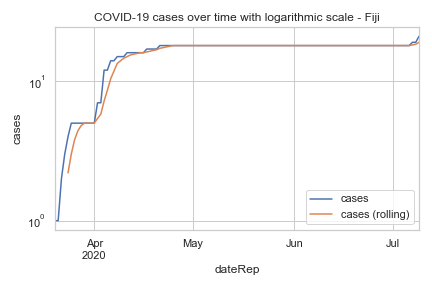 COVID-19 cases over time with logarithmic scale - Fiji
cases
10¹
10⁰
cases
cases (rolling)
Apr
2020
May
Jun
Jul
dateRep